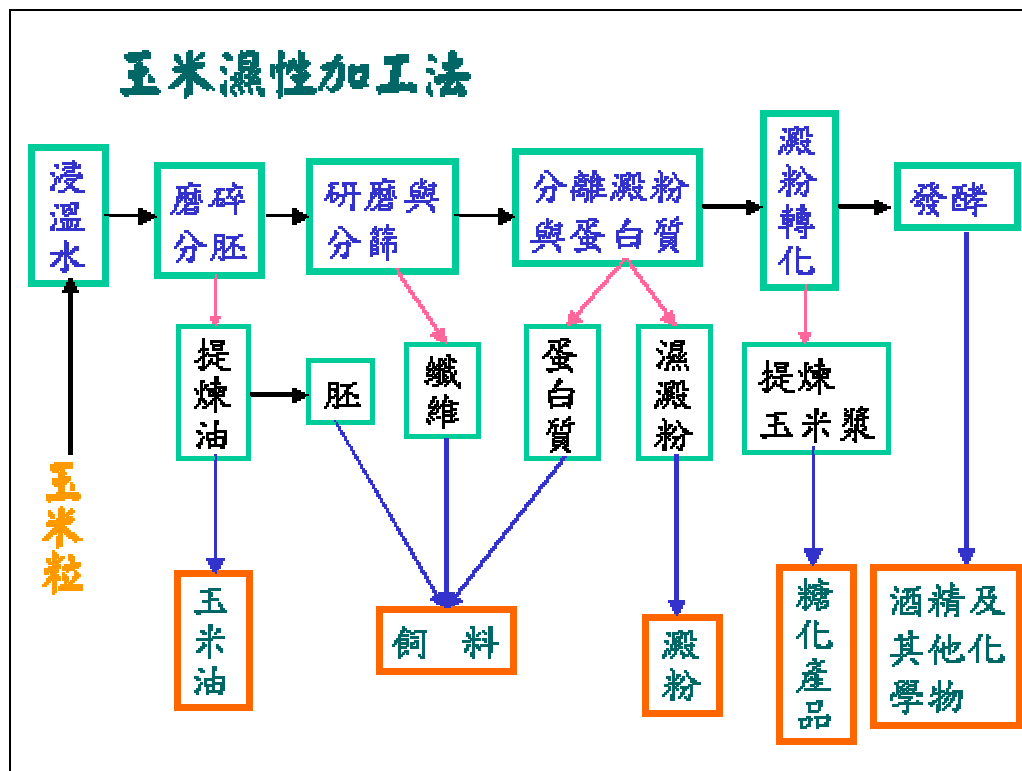 玉米濕性加工法
浸
溫
水
磨碎
分胚
研磨與
分篩
分離澱粉
與蛋白質
澱
粉
轉
化
發酵
提
煉
油
胚
纖
維
蛋
白
質
濕
澱
粉
提煉
玉米漿
玉
米
粒
玉
米
油
飼 料
澱
粉
糖
化
產
品
酒精及
其他化
學物